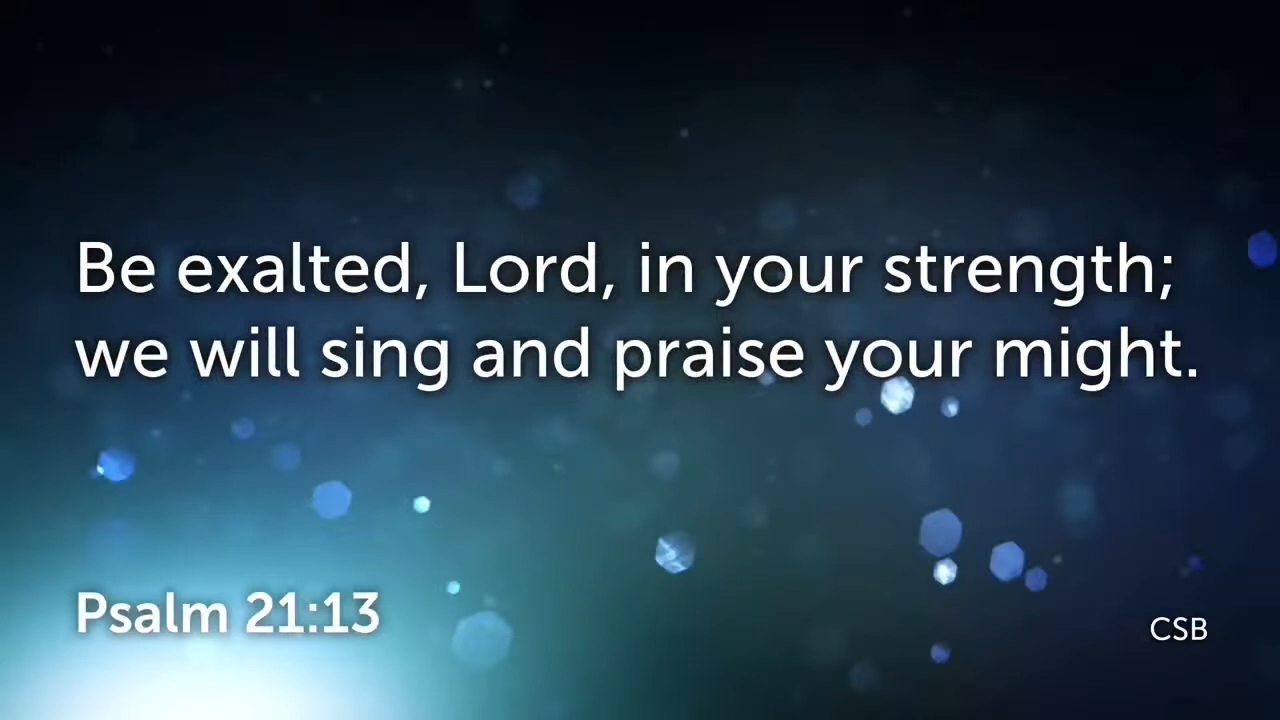 Be exalted, Lord, in your strength;
we will sing and praise your might.
Psalm 21:13
CSB